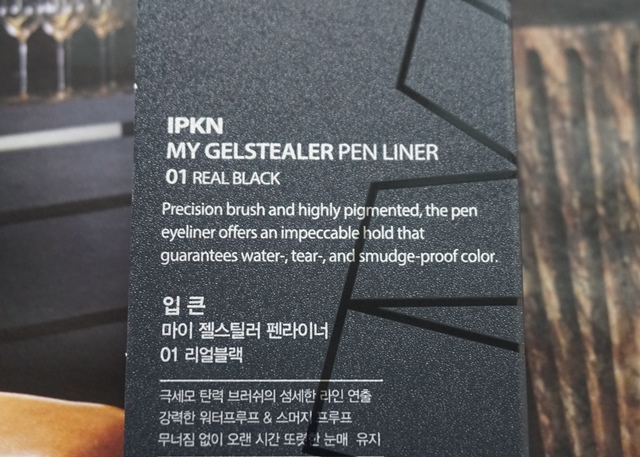 IPKN
MY GELSTEALER PEN LINER
01 REAL BLACK
Precision brush and highly pigmented, the pen
eyeliner offers an impeccable hold that
guarantees water-, tear-, and smudge-proof color.
입 큰
마이 젤스틸러 펜라이너
01 리얼블랙
극세모 탄력 브러쉬의 섬세한 라인 연출
강력한 워터프루프 & 스머지 프루프
무너짐 없이 오랜 시간 또렷한 눈매 유지